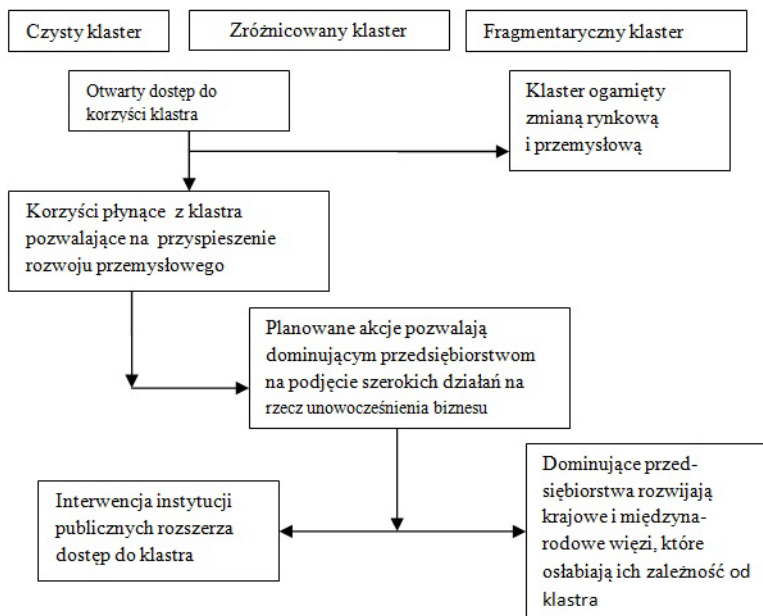 Czysty klaster
Zróżnicowany klaster
Fragmentaryczny klaster
Otwarty dostęp do
korzyści klastra
Klaster ogarnięty
zmianą rynkową
i przemysłową
Korzyści płynące z klastra
pozwalające na przyspieszenie
rozwoju przemysłowego
Planowane akcje pozwalają
dominującym przedsiębiorstwom
na podjęcie szerokich działań na
rzecz unowocześnienia biznesu
Interwencja instytucji
publicznych rozszerza
dostęp do klastra
Dominujące przed-
siębiorstwa rozwijają
krajowe i międzyna-
rodowe więzi, które
osłabiają ich zależność od
klastra